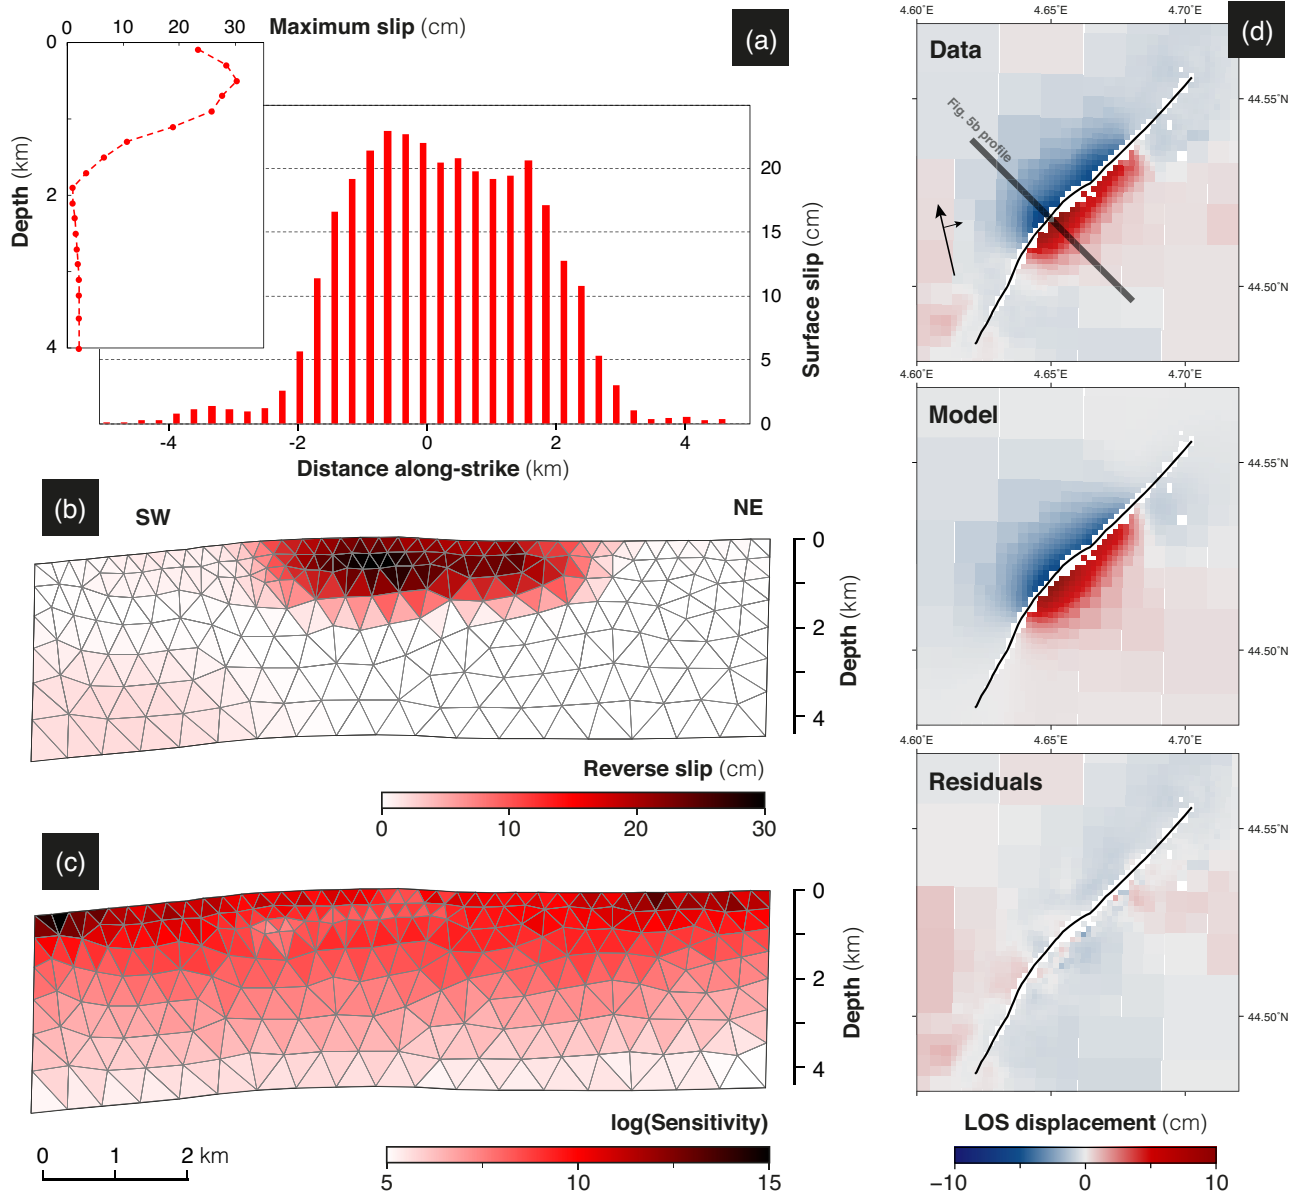 0 10 20 30
Maximum slip (cm)
(a)
0
2
4
Depth (km)
20
15
10
5
0
Surface slip (cm)
-4 -2 0 2 4
Distance along-strike (km)
(b)
SW
NE
0
2
4
Depth (km)
Reverse slip (cm)
0 10 20 30
(c)
0
2
4
Depth (km)
log(Sensitivity)
0 1 2 km
5 10 15
4.60°E 4.65°E 4.70°E
(d)
Data
Fig. 5b profile
44.55°N
44.50°N
4.60°E 4.65°E 4.70°E
Model
44.55°N
44.50°N
4.60°E 4.65°E 4.70°E
Residuals
44.55°N
44.50°N
LOS displacement (cm)
−10 0 10